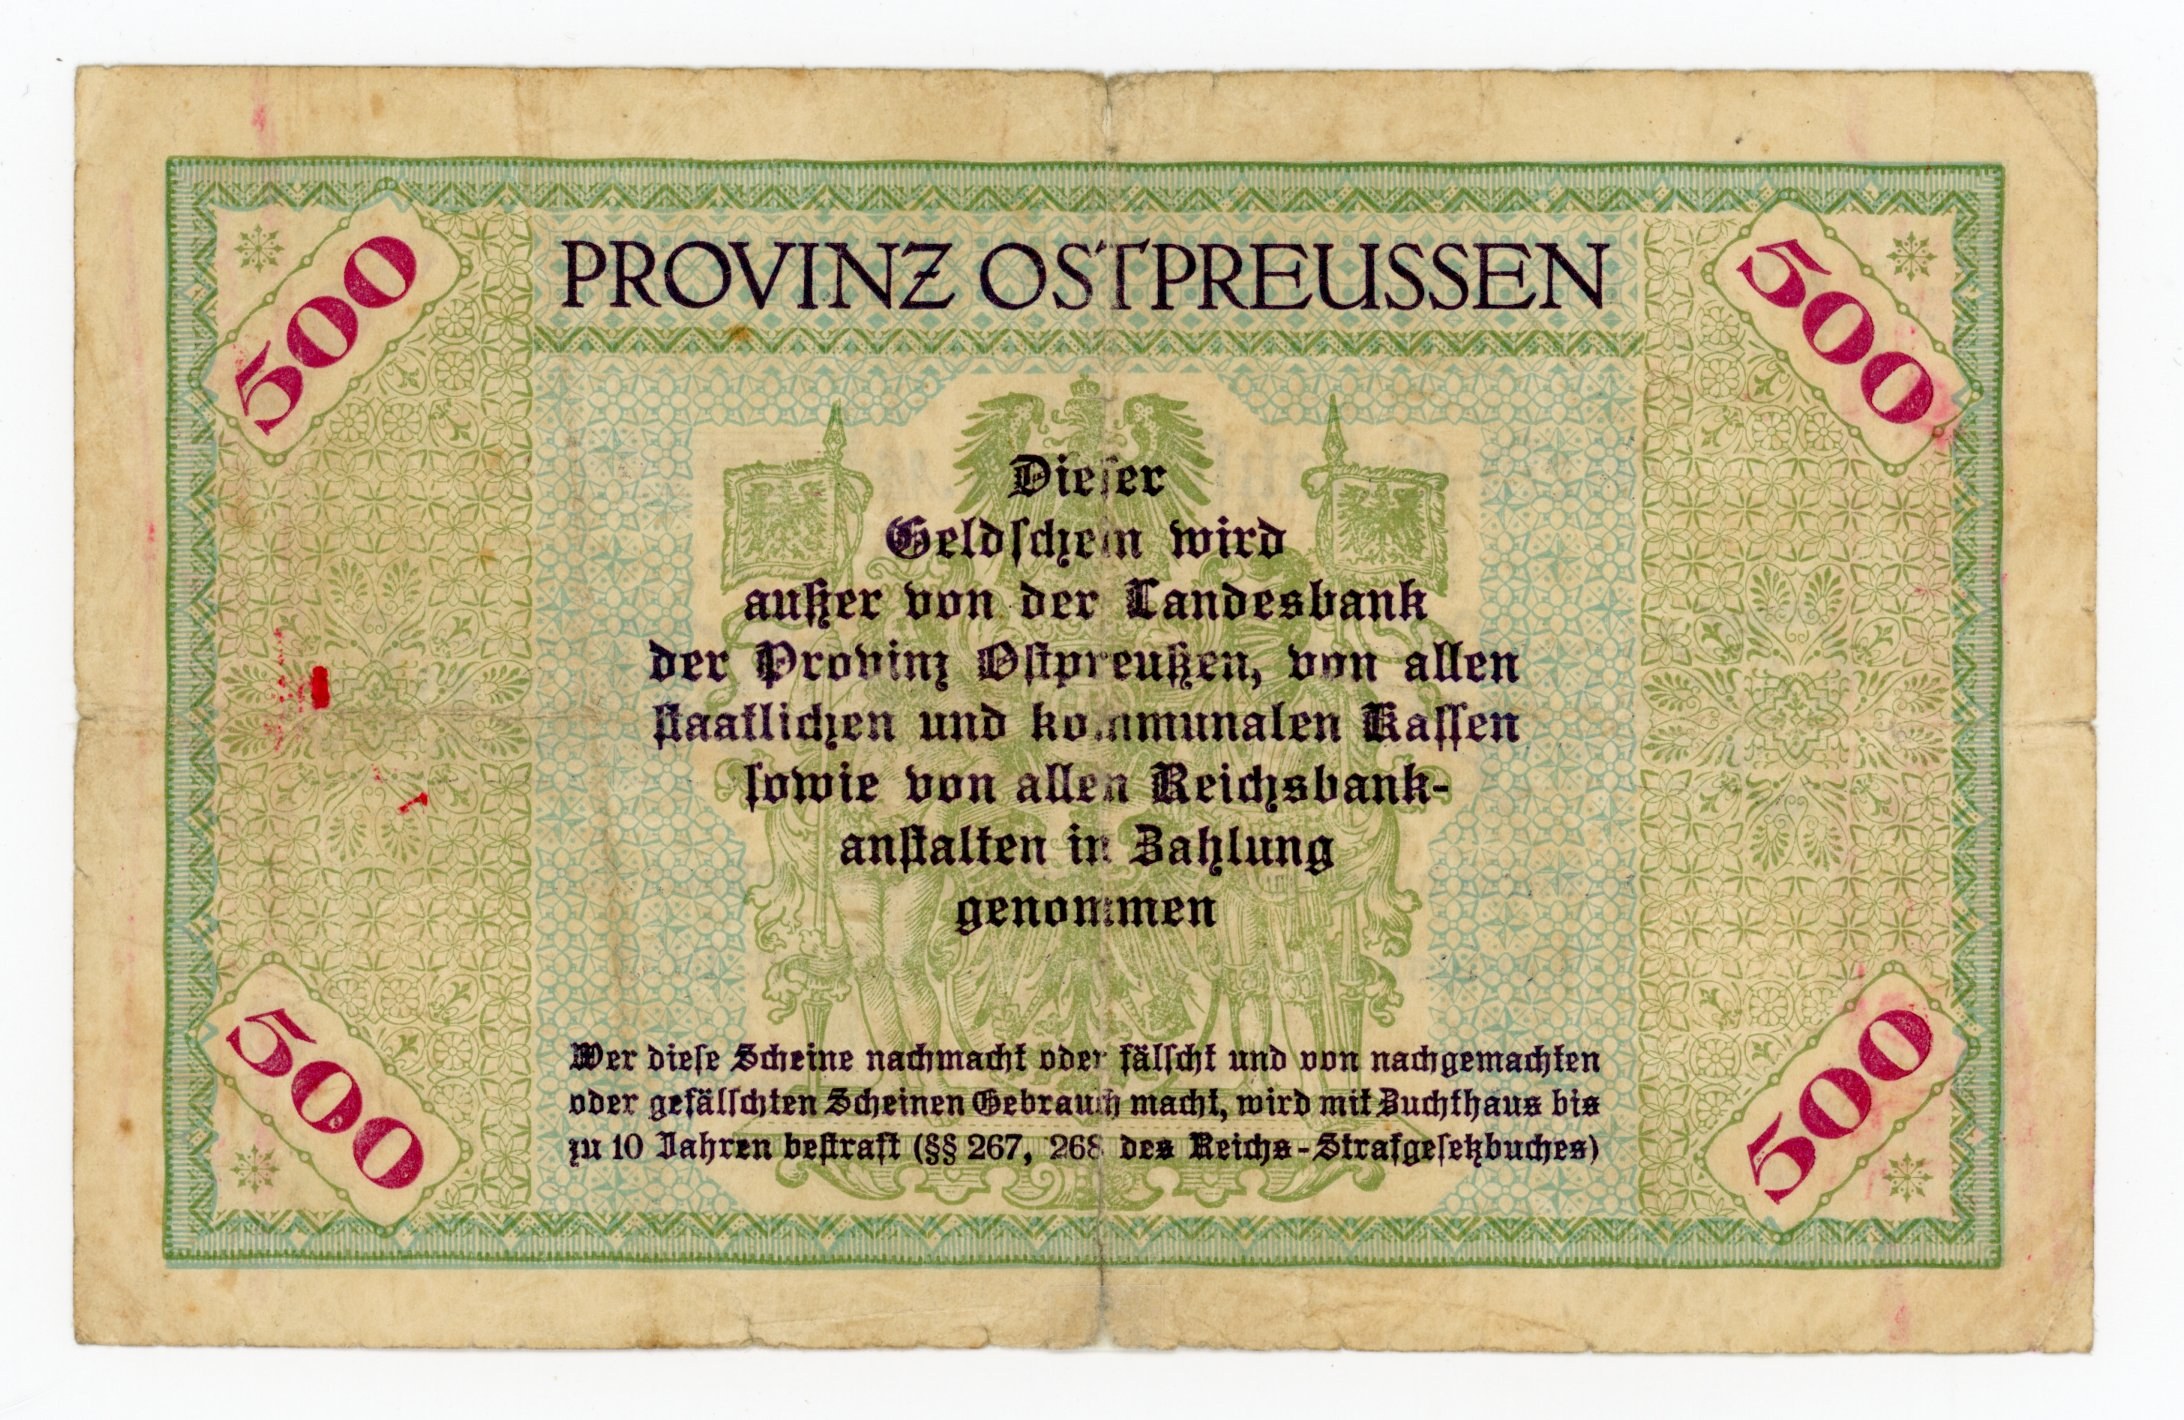 500
PROVINZ OSTPREUSSEN
500
Dieser
Geldschein wird
außer von der Landesbank
der Provinz Ostpreußen, von allen
staatlichen und kommunalen Kassen
sowie von allen Reichsbank-
anstalten in Zahlung
genommen
500
Wer diese Scheine nachmacht oder fälscht und von nachgemachten
oder gefälschten Scheinen Gebrauch macht, wird mit Zuchthaus bis
zu 10 Jahren bestraft (§§ 267, 268 des Reichs-Strafgesetzbuches)
500